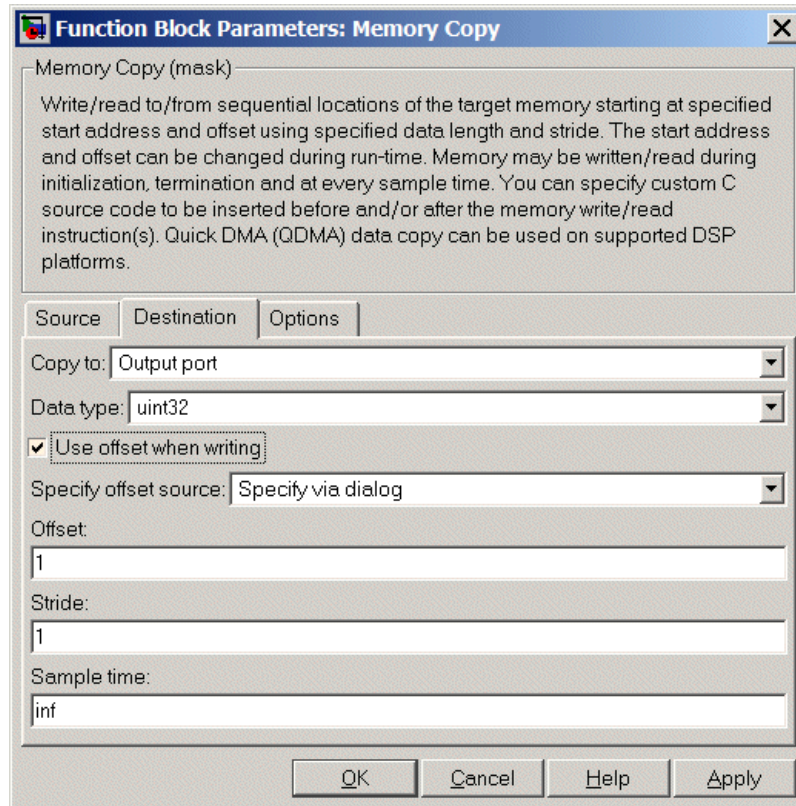 Function Block Parameters: Memory Copy
Memory Copy (mask)
Write/read to/from sequential locations of the target memory starting at specified
start address and offset using specified data length and stride. The start address
and offset can be changed during run-time. Memory may be written/read during
initialization, termination and at every sample time. You can specify custom C
source code to be inserted before and/or after the memory write/read
instruction(s). Quick DMA (QDMA) data copy can be used on supported DSP
platforms.
Source Destination Options
Copy to: Output port
Data type: uint32
Use offset when writing
Specify offset source: Specify via dialog
Offset:
1
Stride:
1
Sample time:
inf
OK Cancel Help Apply